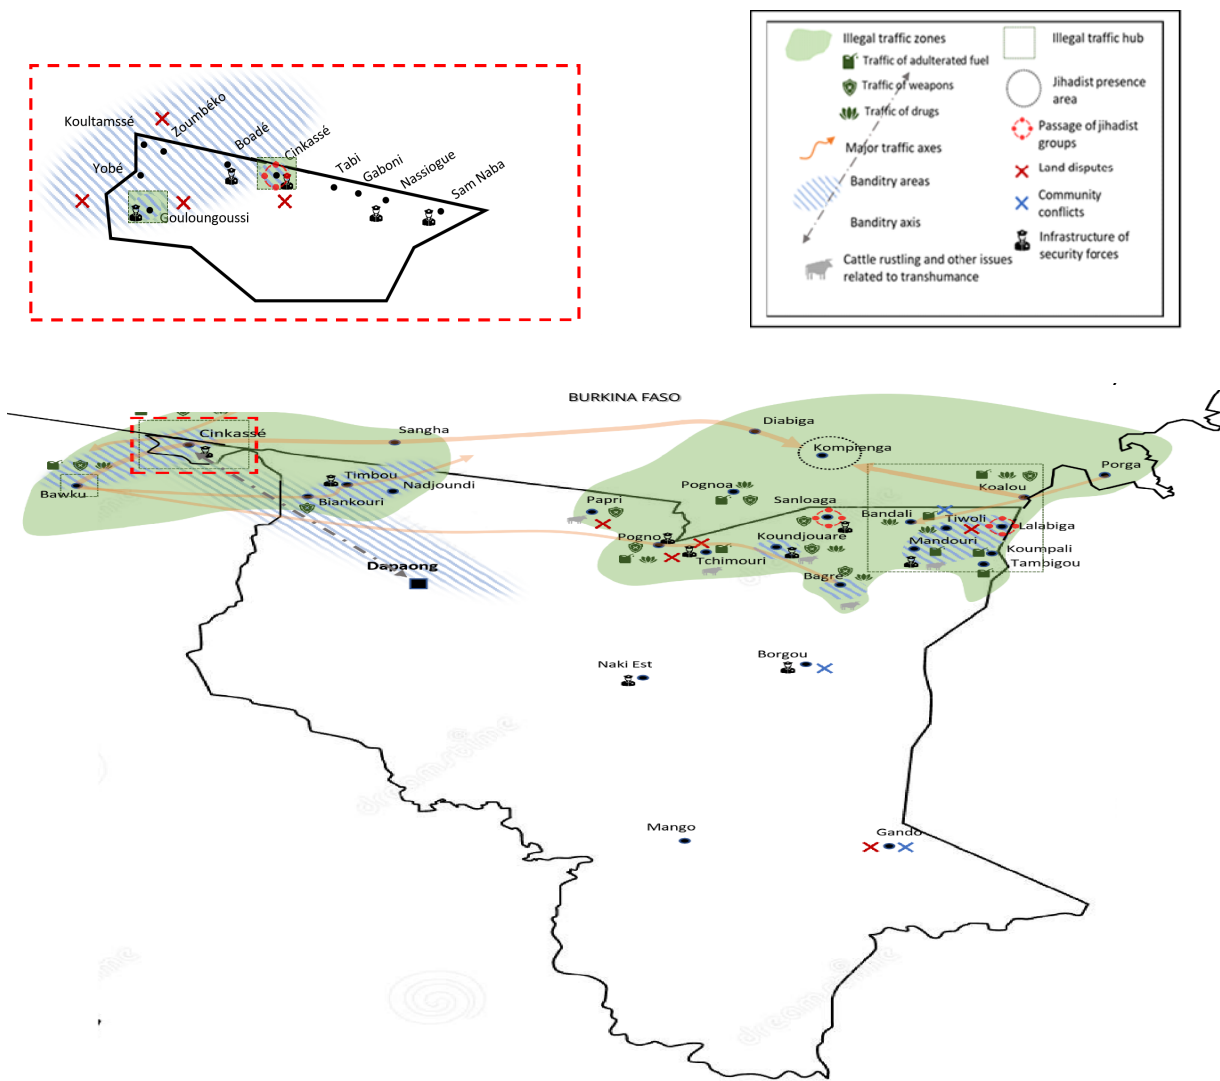 Illegal traffic zones
Traffic of adulterated fuel
Traffic of weapons
Traffic of drugs
Major traffic axes
Banditry areas
Banditry axis
Cattle rustling and other issues
related to transhumance
Illegal traffic hub
Jihadist presence
area
Passage of jihadist
groups
Land disputes
Community
conflicts
Infrastructure of
security forces
Koultamssé
Zoumbéko
Boadé
Cinkassé
Yobé
Tabi
Gaboni
Nassiogue
Sam Naba
Gouloungoussi
BURKINA FASO
Cinkassé
Sangha
Diabiga
Kompienga
Porga
Bawku
Timbou
Nadjoundi
Biankouri
Papri
Pognoa
Sanloaga
Koalou
Bandali
Tiwoli
Lalabiga
Pogno
Tchimouri
Koundjouare
Mandouri
Koumpali
Tambigou
Dapaong
Bagre
Naki Est
Borgou
Mango
Gando
dreamstime
dreamstime